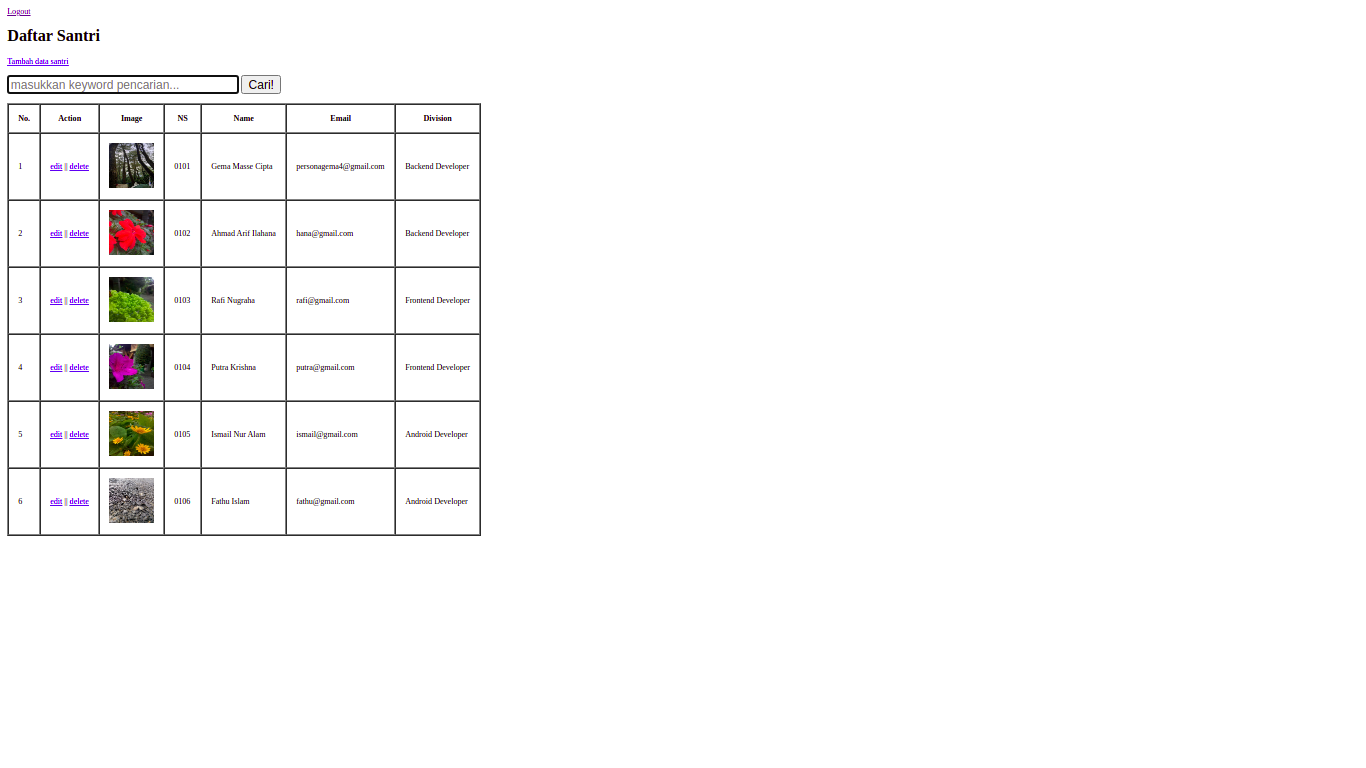 Logout
Daftar Santri
Tambah data santri
masukkan keyword pencarian... Cari!
No. Action Image NS Name Email Division
1 edit || delete 0101 Gema Masse Cipta personagema4@gmail.com Backend Developer
2 edit || delete 0102 Ahmad Arif Ilahana hana@gmail.com Backend Developer
3 edit || delete 0103 Rafi Nugraha rafi@gmail.com Frontend Developer
4 edit || delete 0104 Putra Krishna putra@gmail.com Frontend Developer
5 edit || delete 0105 Ismail Nur Alam ismail@gmail.com Android Developer
6 edit || delete 0106 Fathu Islam fathu@gmail.com Android Developer